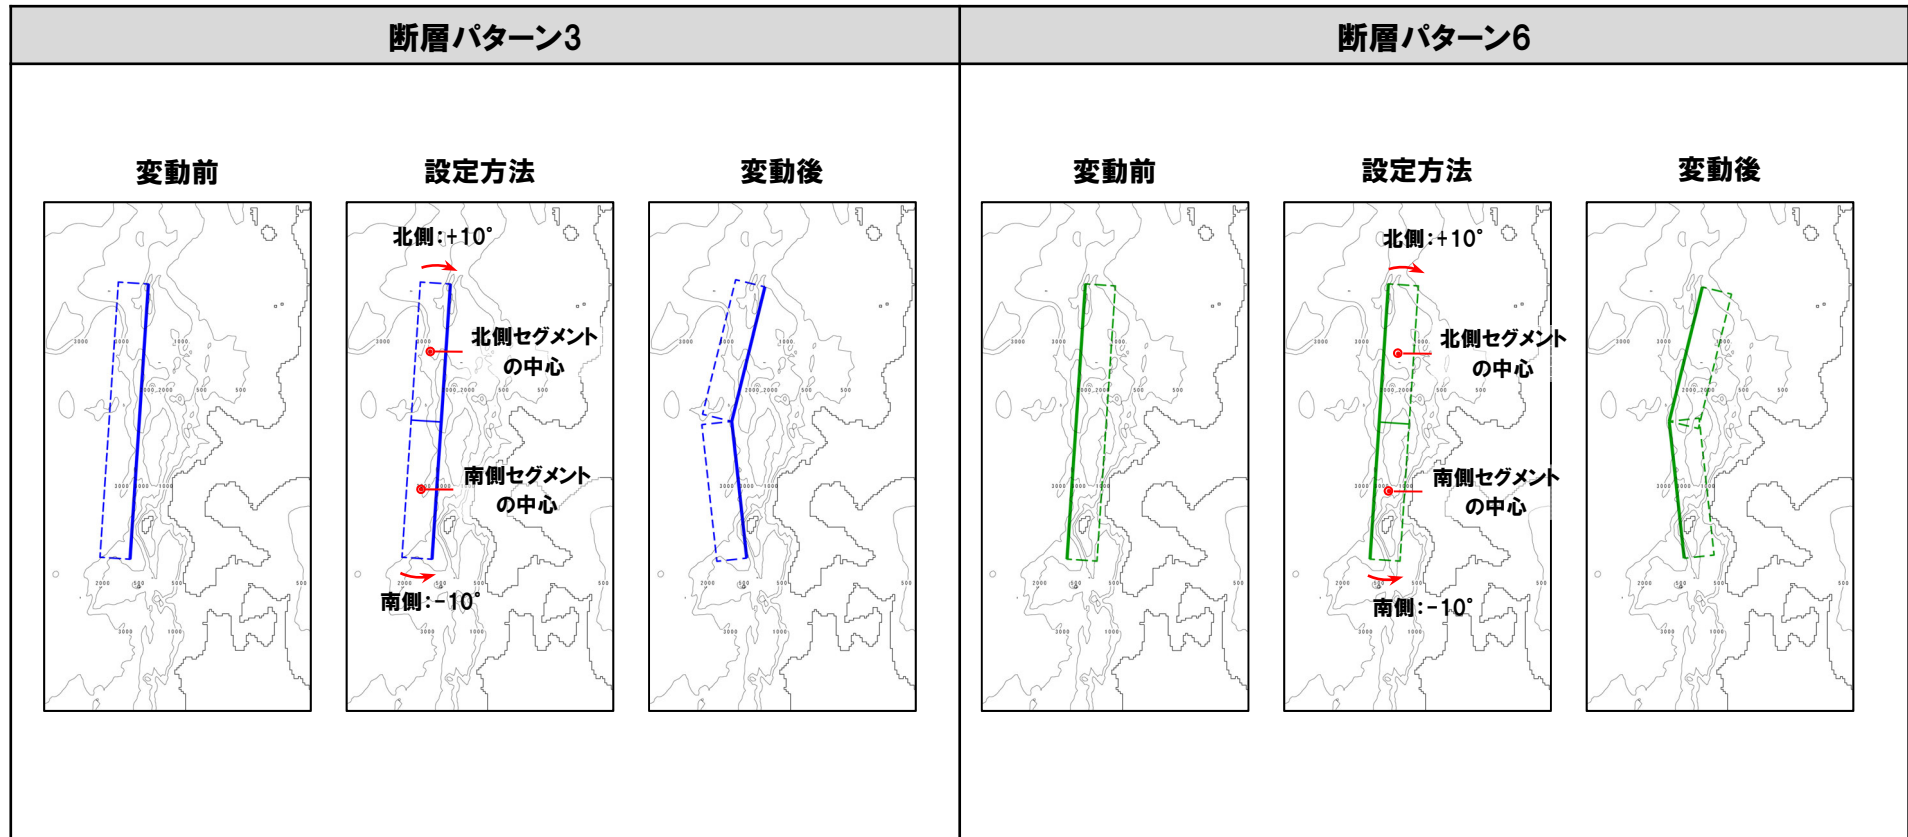 断層パターン3
断層パターン6
変動前
設定方法
変動後
北側:+10°
北側セグメント
の中心
南側セグメント
の中心
南側:-10°
変動前
設定方法
変動後
北側:+10°
北側セグメント
の中心
南側セグメント
の中心
南側:-10°